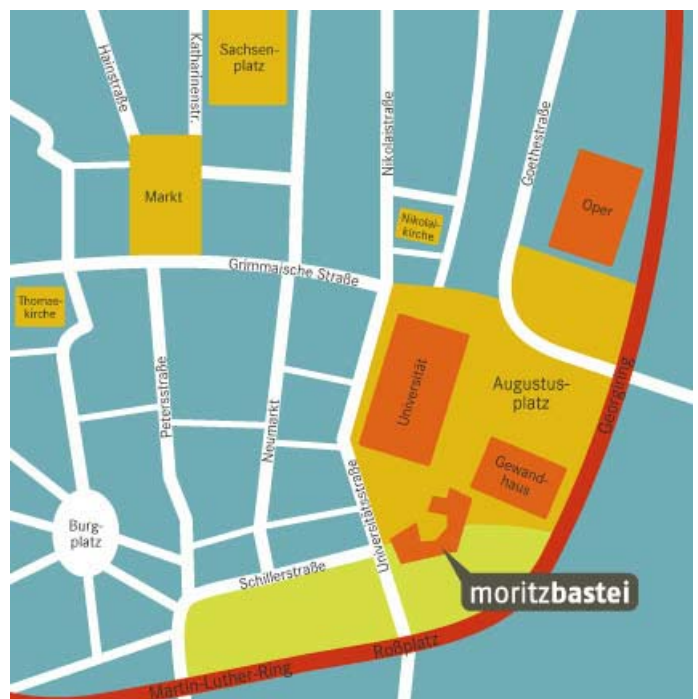 Hainstraße
Katharinenstr.
Sachsen-
platz
Nikolaistraße
Goethestraße
Markt
Oper
Nikolai-
kirche
Grimmaische Straße
Thomas-
kirche
Petersstraße
Neumarkt
Universität
Augustus-
platz
Georgiring
Gewand-
haus
Universitätsstraße
Burg-
platz
Schillerstraße
moritzbastei
Roßplatz
Martin-Luther-Ring